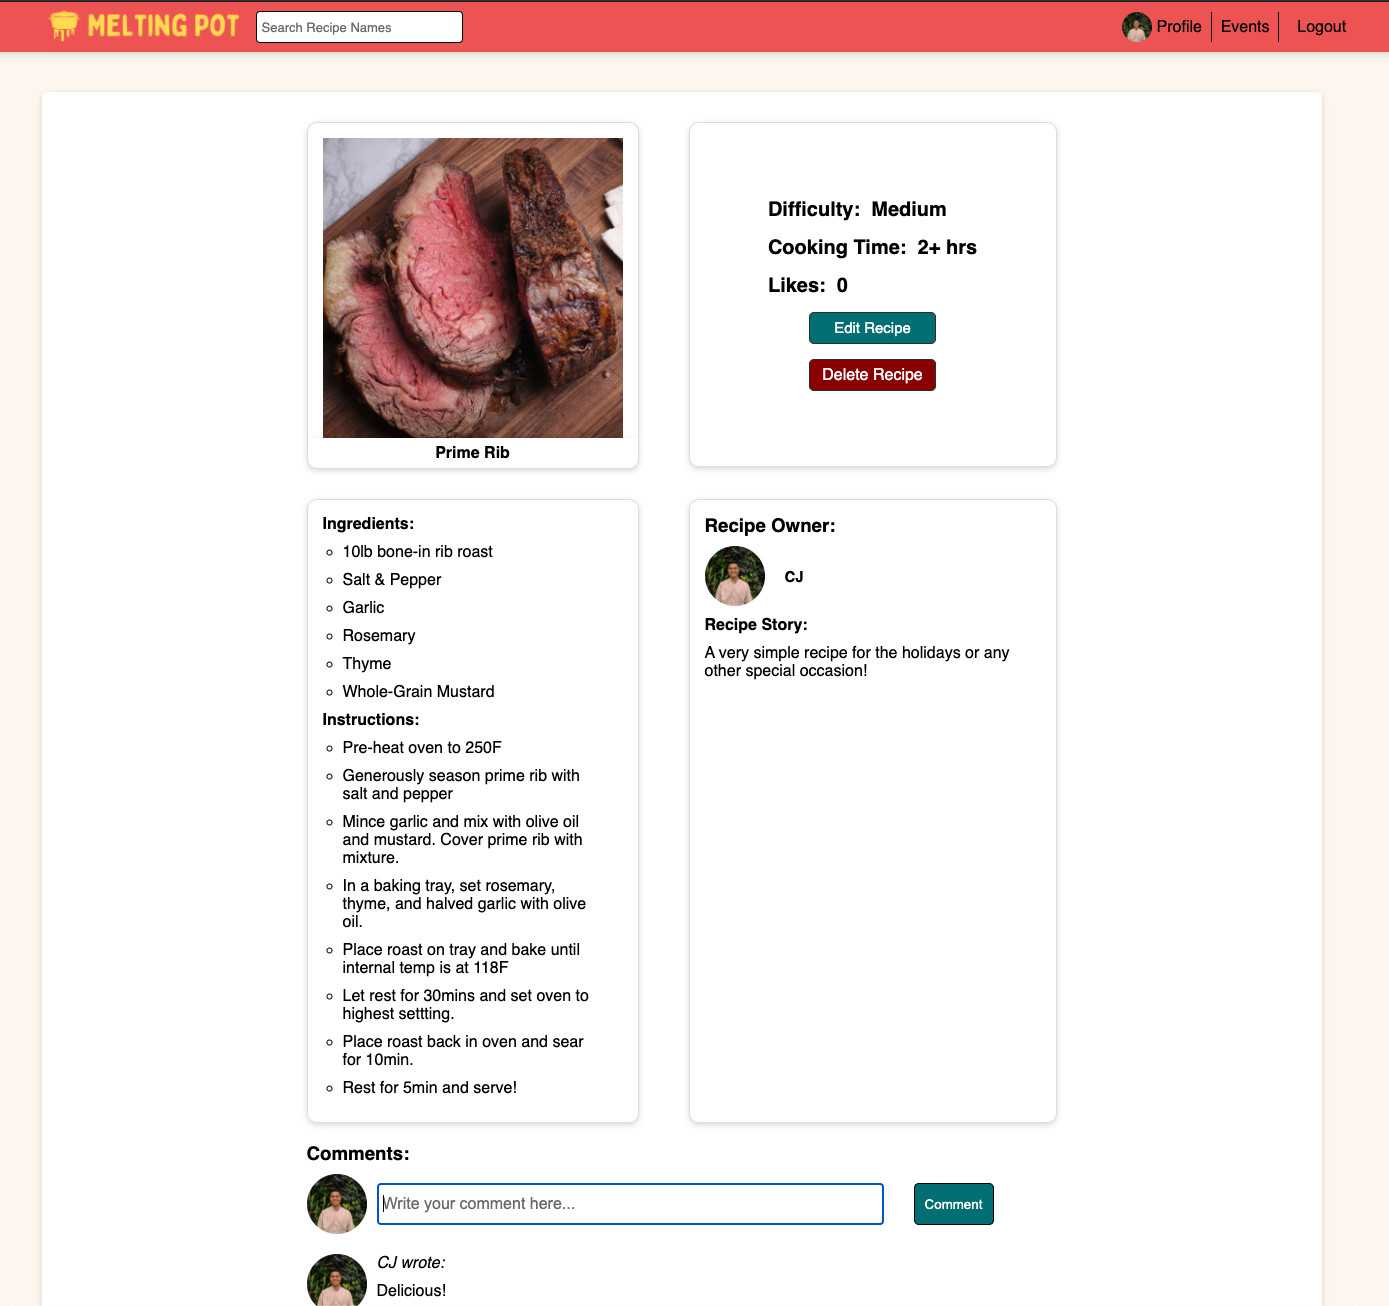 MELTING POT
Search Recipe Names
Profile
Events
Logout
Prime Rib
Difficulty: Medium
Cooking Time: 2+ hrs
Likes: 0
Edit Recipe
Delete Recipe
Ingredients:
10lb bone-in rib roast
Salt & Pepper
Garlic
Rosemary
Thyme
Whole-Grain Mustard
Instructions:
Pre-heat oven to 250F
Generously season prime rib with
salt and pepper
Mince garlic and mix with olive oil
and mustard. Cover prime rib with
mixture.
In a baking tray, set rosemary,
thyme, and halved garlic with olive
oil.
Place roast on tray and bake until
internal temp is at 118F
Let rest for 30mins and set oven to
highest settting.
Place roast back in oven and sear
for 10min.
Rest for 5min and serve!
Recipe Owner:
CJ
Recipe Story:
A very simple recipe for the holidays or any
other special occasion!
Comments:
Write your comment here...
Comment
CJ wrote:
Delicious!